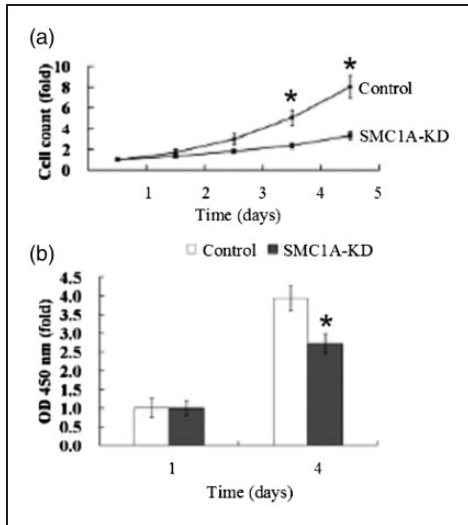 (a)
Cell count (fold)
10
8
6
4
2
0
*
*
Control
SMC1A-KD
1 2 3 4 5
Time (days)
(b)
Control SMC1A-KD
OD 450 nm (fold)
4.5
4.0
3.5
3.0
2.5
2.0
1.5
1.0
0.5
0.0
*
1 4
Time (days)